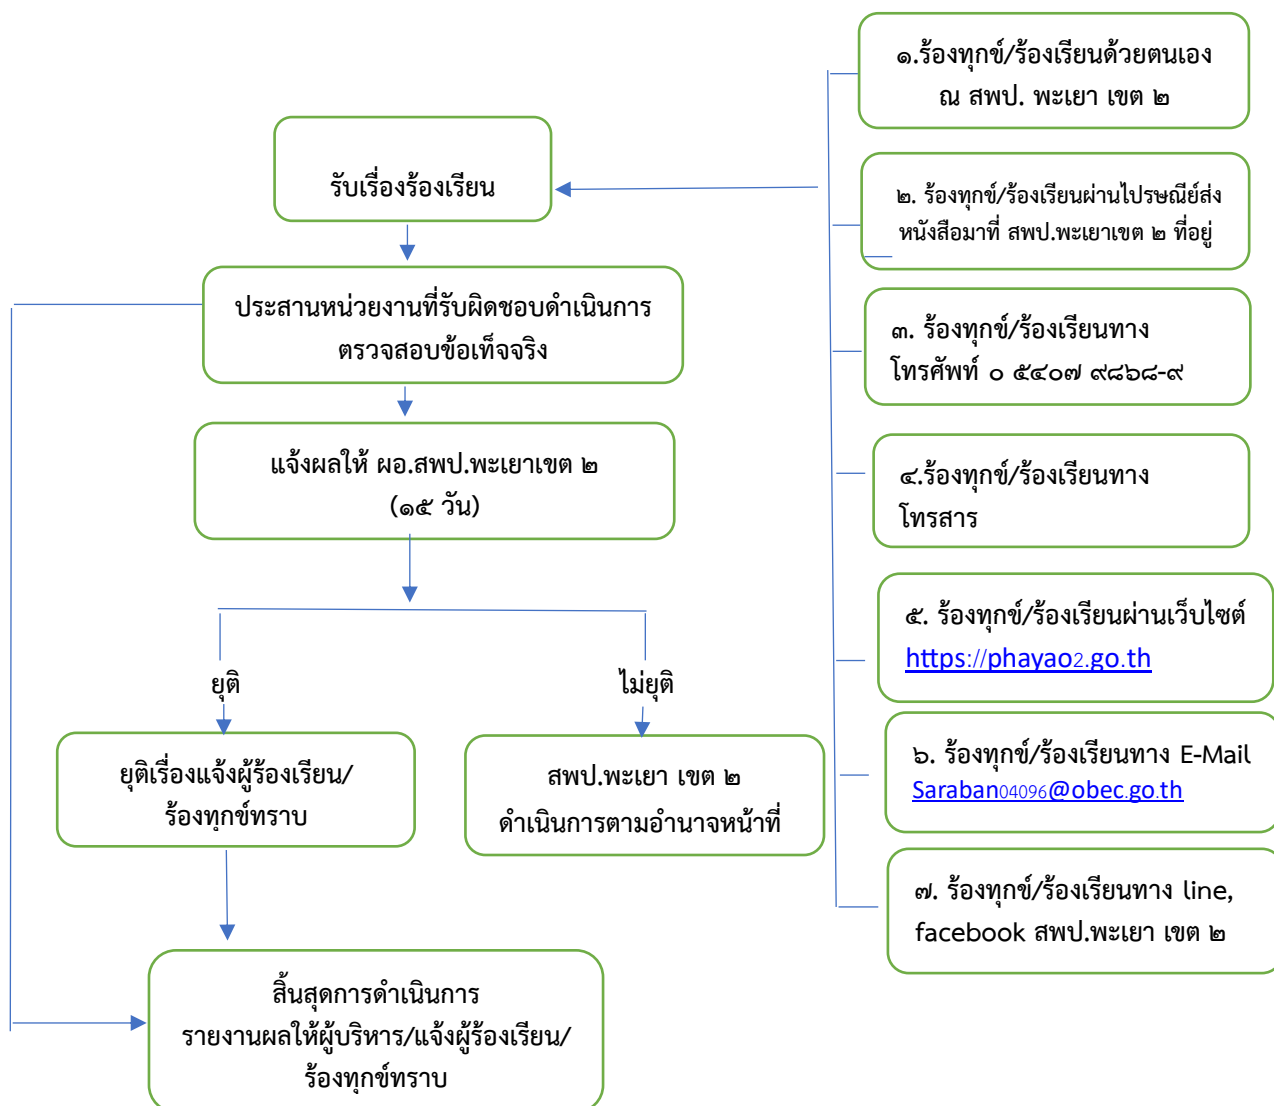 ๑.ร้องทุกข์/ร้องเรียนด้วยตนเอง
ณ สพป. พะเยา เขต ๒
รับเรื่องร้องเรียน
๒. ร้องทุกข์/ร้องเรียนผ่านไปรษณีย์ส่ง
หนังสือมาที่ สพป.พะเยาเขต ๒ ที่อยู่
ประสานหน่วยงานที่รับผิดชอบดำเนินการ
ตรวจสอบข้อเท็จจริง
๓. ร้องทุกข์/ร้องเรียนทาง
โทรศัพท์ ๐ ๕๔๐๗ ๙๘๖๘-๙
แจ้งผลให้ ผอ.สพป.พะเยาเขต ๒
(๑๕ วัน)
๔.ร้องทุกข์/ร้องเรียนทาง
โทรสาร
๕. ร้องทุกข์/ร้องเรียนผ่านเว็บไซต์
https://phayao2.go.th
ยุติ
ไม่ยุติ
๖. ร้องทุกข์/ร้องเรียนทาง E-Mail
Saraban04096@obec.go.th
ยุติเรื่องแจ้งผู้ร้องเรียน/
ร้องทุกข์ทราบ
สพป.พะเยา เขต ๒
ดำเนินการตามอำนาจหน้าที่
๗. ร้องทุกข์/ร้องเรียนทาง line,
facebook สพป.พะเยา เขต ๒
สิ้นสุดการดำเนินการ
รายงานผลให้ผู้บริหาร/แจ้งผู้ร้องเรียน/
ร้องทุกข์ทราบ